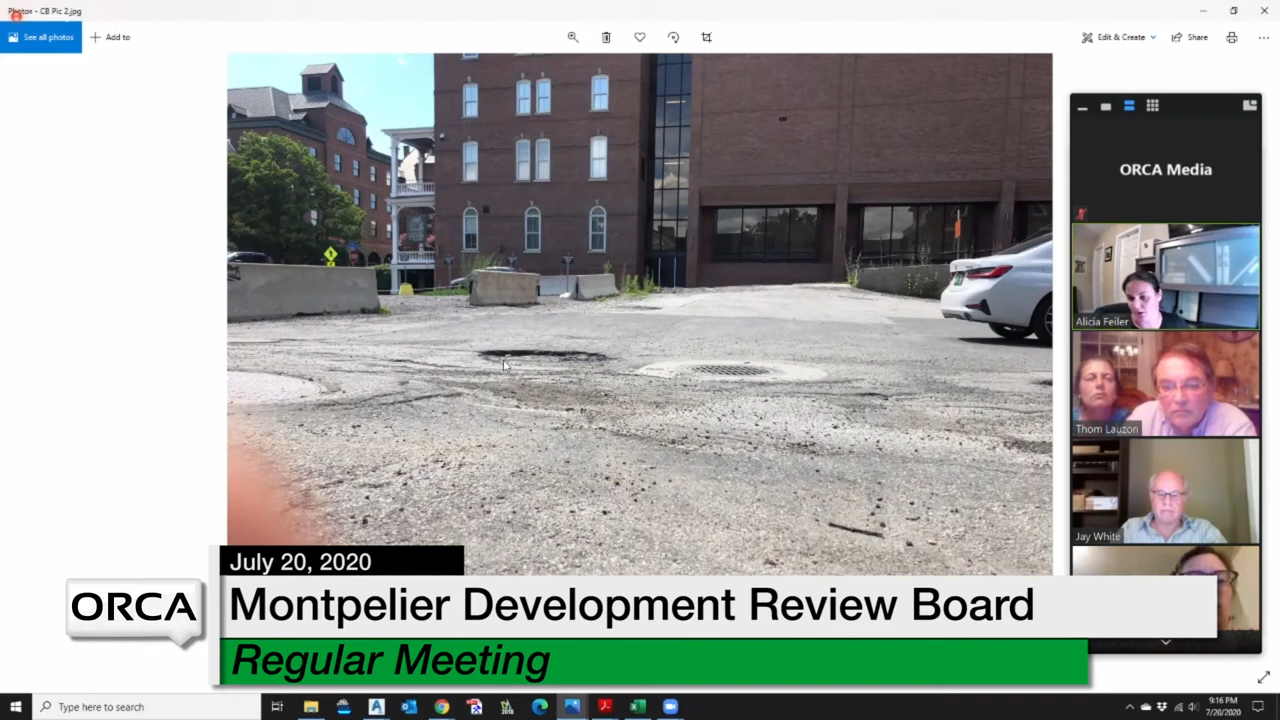 Photos - CB Pic 2.jpg
See all photos
+ Add to
Edit & Create
Share
ORCA Media
Alicia Feiler
Thom Lauzon
Jay White
July 20, 2020
ORCA
Montpelier Development Review Board
Regular Meeting
Type here to search
9:16 PM
7/20/2020